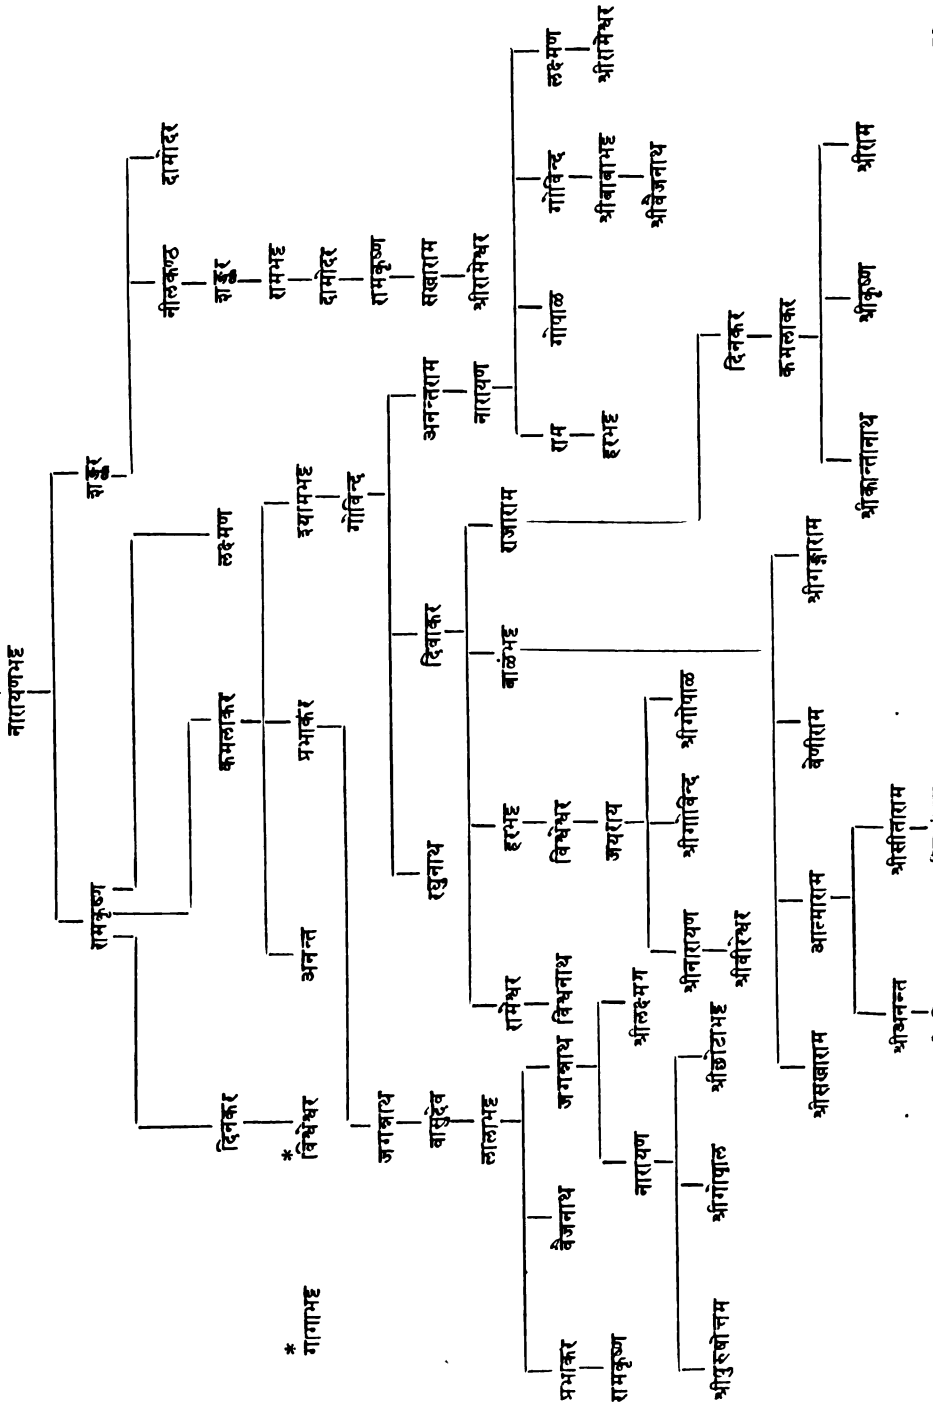 नारायणभट्ट
रामकृष्ण शङ्कर
नीलकण्ठ दामोदर
दिनकर कमलाकर लक्ष्मण शङ्कर
रामभट्ट
* गागाभट्ट * विश्वेश्वर अनन्त प्रभाकर श्यामभट्ट
दामोदर
गोविन्द
जगन्नाथ रामकृष्ण
वासुदेव रघुनाथ दिवाकर अनन्तराम सखाराम
लालाभट्ट नारायण श्रीरामेश्वर
रामेश्वर हरभट्ट बाळंभट्ट राजाराम
प्रभाकर वैजनाथ जगन्नाथ विश्वनाथ विश्वेश्वर राम गोपाळ गोविन्द लक्ष्मण
रामकृष्ण जयराय हरभट्ट श्रीबाबाभट्ट श्रीरामेश्वर
नारायण श्रीलक्ष्मण श्रीवैजनाथ
श्रीनारायण श्रीगोविन्द श्रीगोपाळ
श्रीपुरुषोत्तम श्रीगोपाल श्रीछोटाभट्ट
श्रीवीरेश्वर दिनकर
कमलाकर
श्रीसखाराम आत्माराम वेणीराम श्रीगङ्गाराम
श्रीकान्तानाथ श्रीकृष्ण श्रीराम
श्रीअनन्त श्रीसीताराम